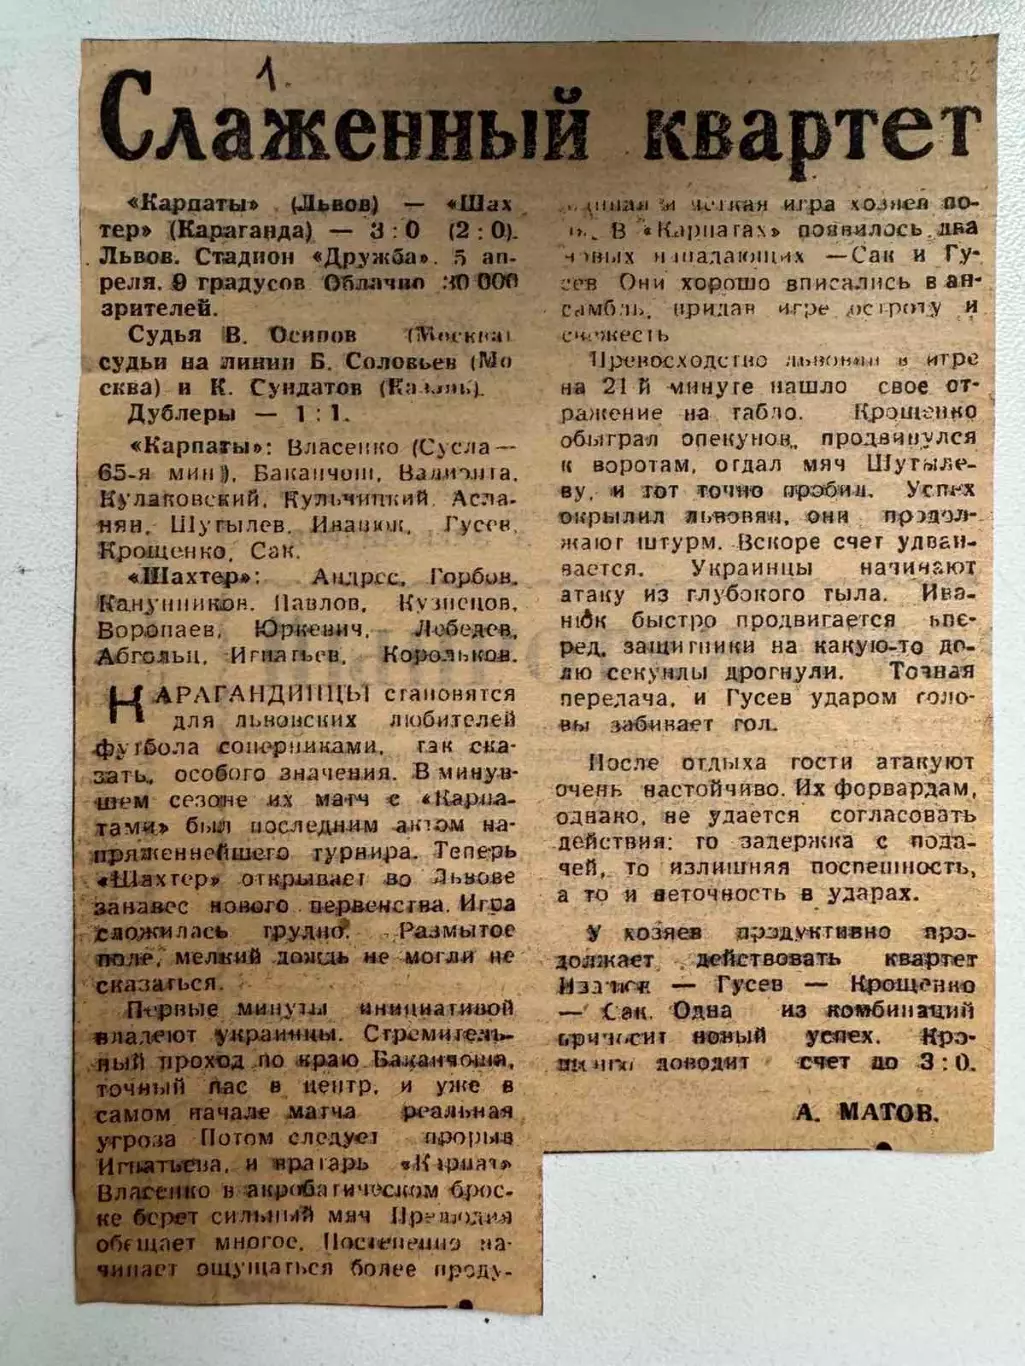 1.
Слаженный квартет
«Карпаты» (Львов) — «Шах
тер» (Караганда) — 3:0 (2:0).
Львов. Стадион «Дружба». 5 ап-
реля. 9 градусов Облачно 30 000
зрителей.
Судья В. Осипов (Москва)
судьи на линии Б. Соловьев (Мо
сква) и К. Сундатов (Казань).
Дублеры — 1:1.
«Карпаты»: Власенко (Сусла —
65-я мин), Баканчош, Валионта,
Кулаковский, Кульчицкий, Асла-
нян, Шутылев, Иванюк, Гусев,
Крощенко, Сак.
«Шахтер»: Андрес, Горбов,
Канунников, Павлов, Кузнецов,
Воропаев, Юркевич, Лебедев,
Абгольц, Игнатьев, Корольков.
КАРАГАНДИНЦЫ становятся
для львовских любителей
футбола соперниками, так ска-
зать, особого значения. В минув-
шем сезоне их матч с «Карпа-
тами» был последним актом на-
пряженнейшего турнира. Теперь
«Шахтер» открывает во Львове
занавес нового первенства. Игра
сложилась трудно. Размытое
поле, мелкий дождь не могли не
сказаться.
Первые минуты инициативой
владеют украинцы. Стремитель-
ный проход по краю Баканчоша,
точный пас в центр, и уже в
самом начале матча реальная
угроза Потом следует прорыв
Игнатьева, и вратарь «Карпат»
Власенко в акробатическом брос-
ке берет сильный мяч Прелюдия
обещает многое. Постепенно на-
чинает ощущаться более проду-
манная и четкая игра хозяев по-
ля. В «Карпатах» появилось два
новых нападающих — Сак и Гу-
сев Они хорошо вписались в ан-
самбль, придав игре остроту и
свежесть
Превосходство львовян в игре
на 21-й минуте нашло свое от-
ражение на табло. Крощенко
обыграл опекунов, продвинулся
к воротам, отдал мяч Шутыле-
ву, и тот точно пробил. Успех
окрылил львовян, они продол-
жают штурм. Вскоре счет удваи-
вается. Украинцы начинают
атаку из глубокого тыла. Ива-
нюк быстро продвигается впе-
ред, защитники на какую-то до-
лю секунды дрогнули. Точная
передача, и Гусев ударом голо-
вы забивает гол.
После отдыха гости атакуют
очень настойчиво. Их форвардам,
однако, не удается согласовать
действия: то задержка с пода-
чей, то излишняя поспешность,
а то и неточность в ударах.
У хозяев продуктивно про-
должает действовать квартет
Иванюк — Гусев — Крощенко
— Сак. Одна из комбинаций
приносит новый успех. Кро-
щенко доводит счет до 3:0.
А. МАТОВ.